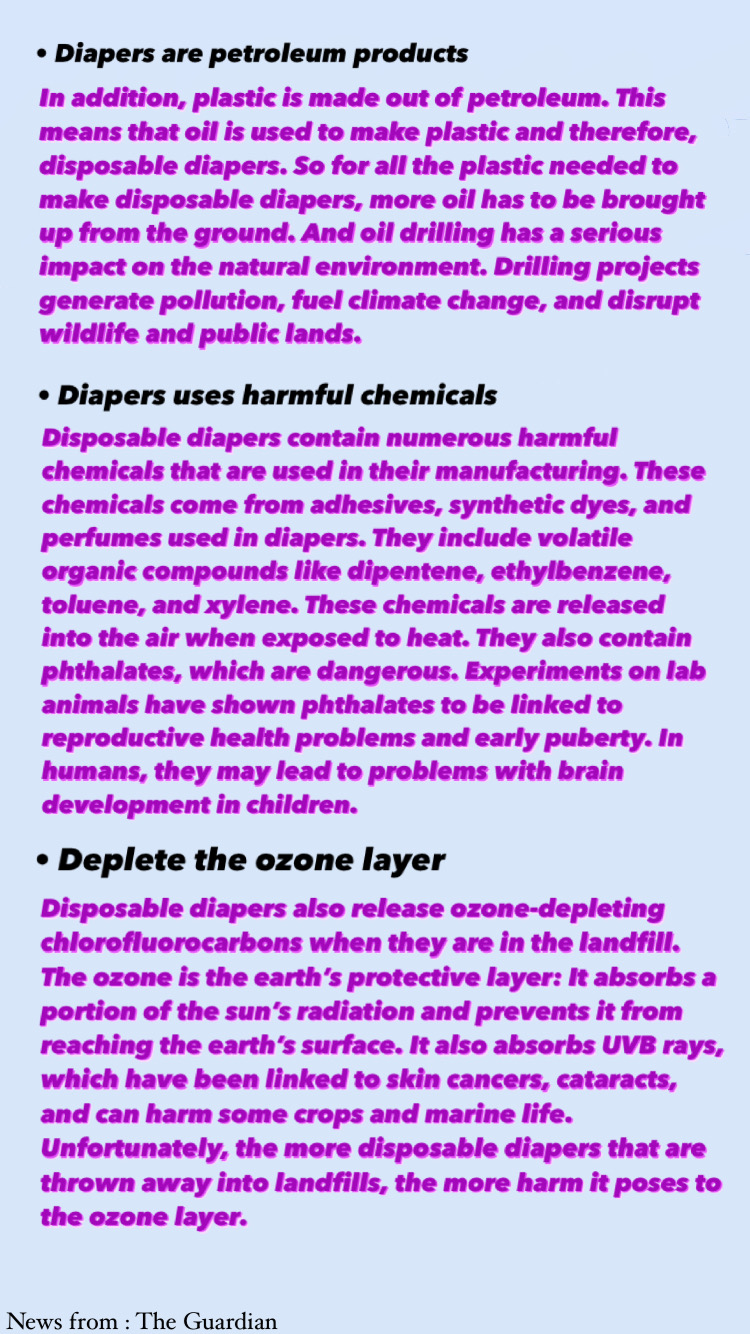 • Diapers are petroleum products
In addition, plastic is made out of petroleum. This
means that oil is used to make plastic and therefore,
disposable diapers. So for all the plastic needed to
make disposable diapers, more oil has to be brought
up from the ground. And oil drilling has a serious
impact on the natural environment. Drilling projects
generate pollution, fuel climate change, and disrupt
wildlife and public lands.
• Diapers uses harmful chemicals
Disposable diapers contain numerous harmful
chemicals that are used in their manufacturing. These
chemicals come from adhesives, synthetic dyes, and
perfumes used in diapers. They include volatile
organic compounds like dipentene, ethylbenzene,
toluene, and xylene. These chemicals are released
into the air when exposed to heat. They also contain
phthalates, which are dangerous. Experiments on lab
animals have shown phthalates to be linked to
reproductive health problems and early puberty. In
humans, they may lead to problems with brain
development in children.
• Deplete the ozone layer
Disposable diapers also release ozone-depleting
chlorofluorocarbons when they are in the landfill.
The ozone is the earth’s protective layer: It absorbs a
portion of the sun’s radiation and prevents it from
reaching the earth’s surface. It also absorbs UVB rays,
which have been linked to skin cancers, cataracts,
and can harm some crops and marine life.
Unfortunately, the more disposable diapers that are
thrown away into landfills, the more harm it poses to
the ozone layer.
News from : The Guardian